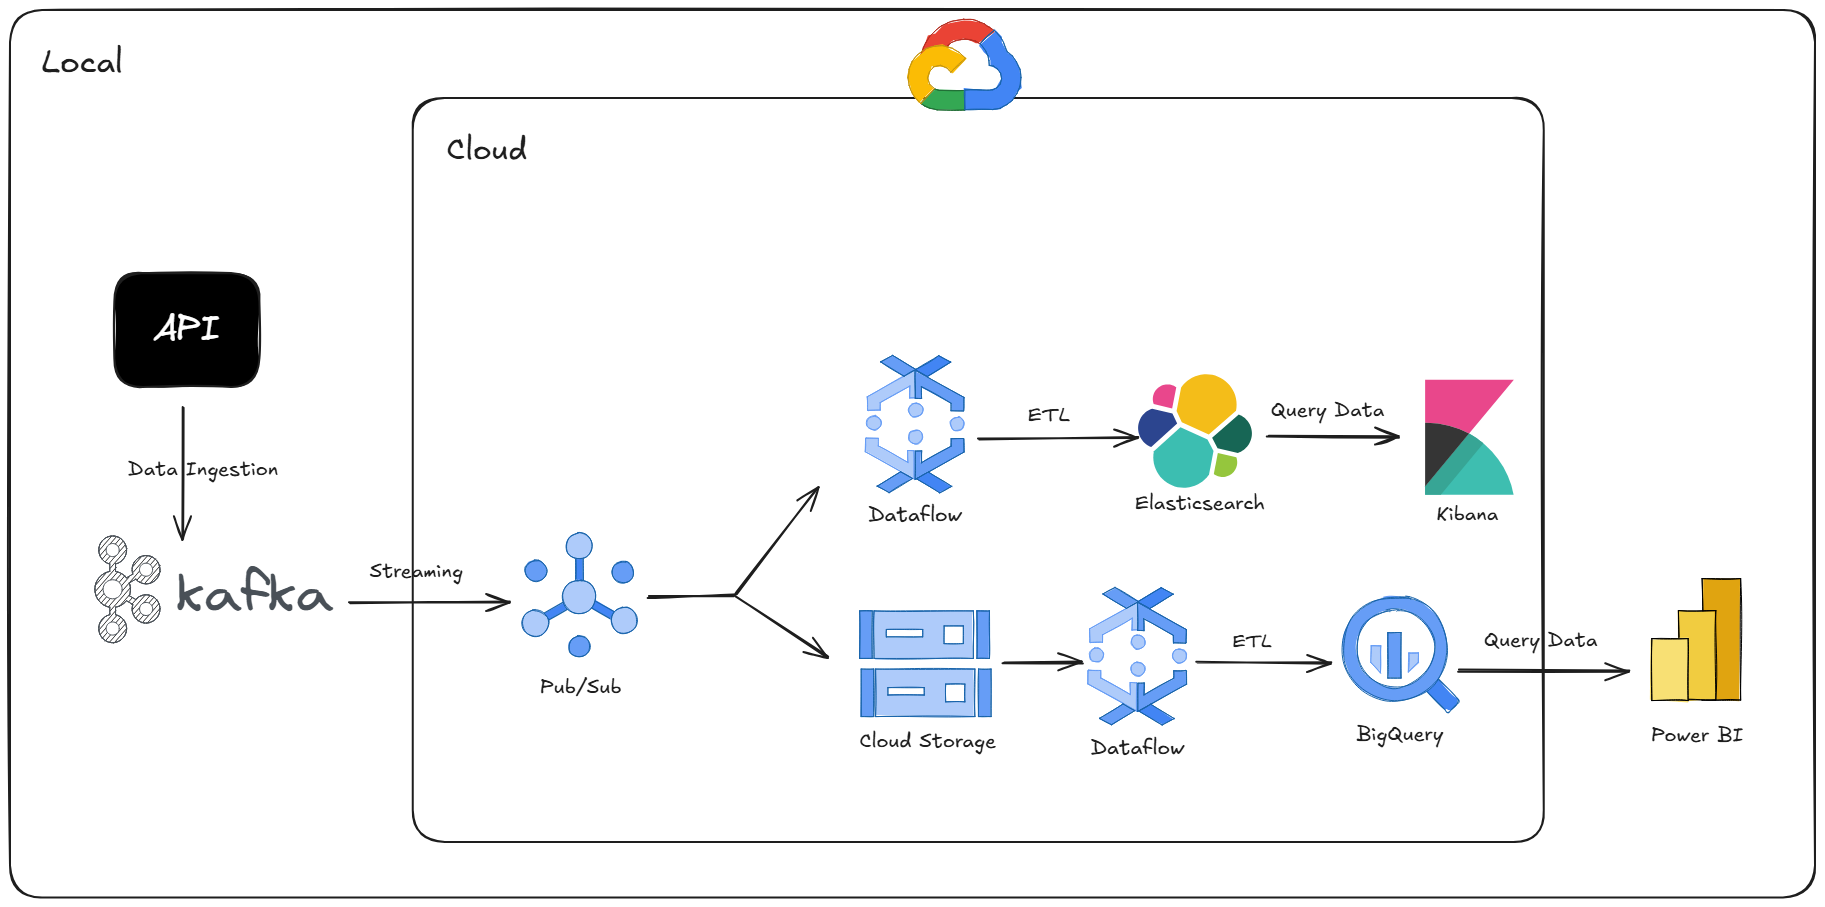 Local
Cloud
API
Data Ingestion
kafka
Streaming
Pub/Sub
Dataflow
ETL
Elasticsearch
Query Data
Kibana
Cloud Storage
Dataflow
ETL
BigQuery
Query Data
Power BI